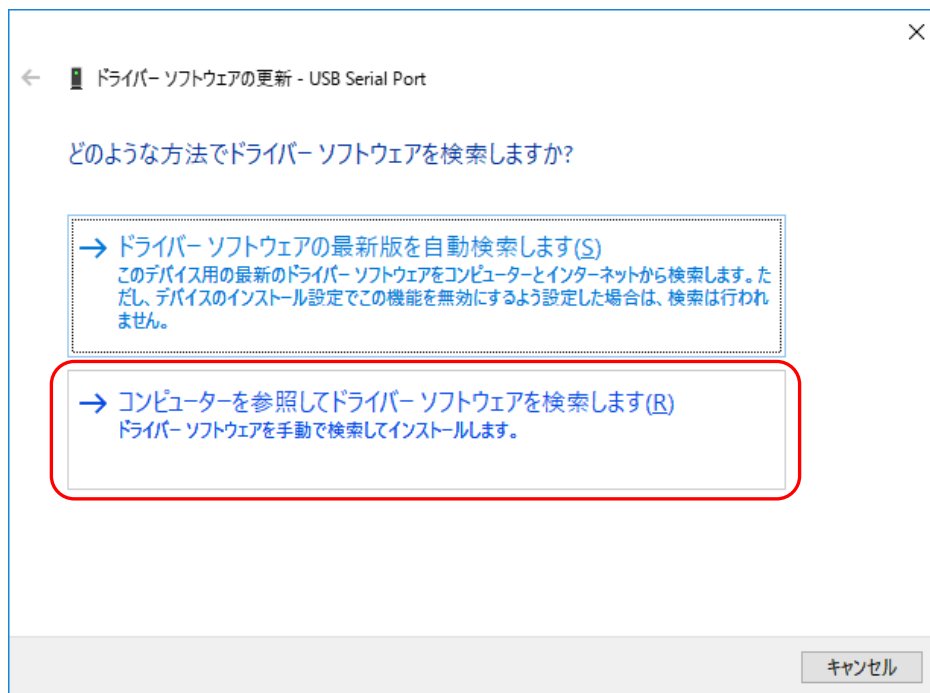 ドライバー ソフトウェアの更新 - USB Serial Port
どのような方法でドライバー ソフトウェアを検索しますか?
→ ドライバー ソフトウェアの最新版を自動検索します(S)
このデバイス用の最新のドライバー ソフトウェアをコンピューターとインターネットから検索します。た
だし、デバイスのインストール設定でこの機能を無効にするよう設定した場合は、検索は行われ
ません。
→ コンピューターを参照してドライバー ソフトウェアを検索します(R)
ドライバー ソフトウェアを手動で検索してインストールします。
キャンセル